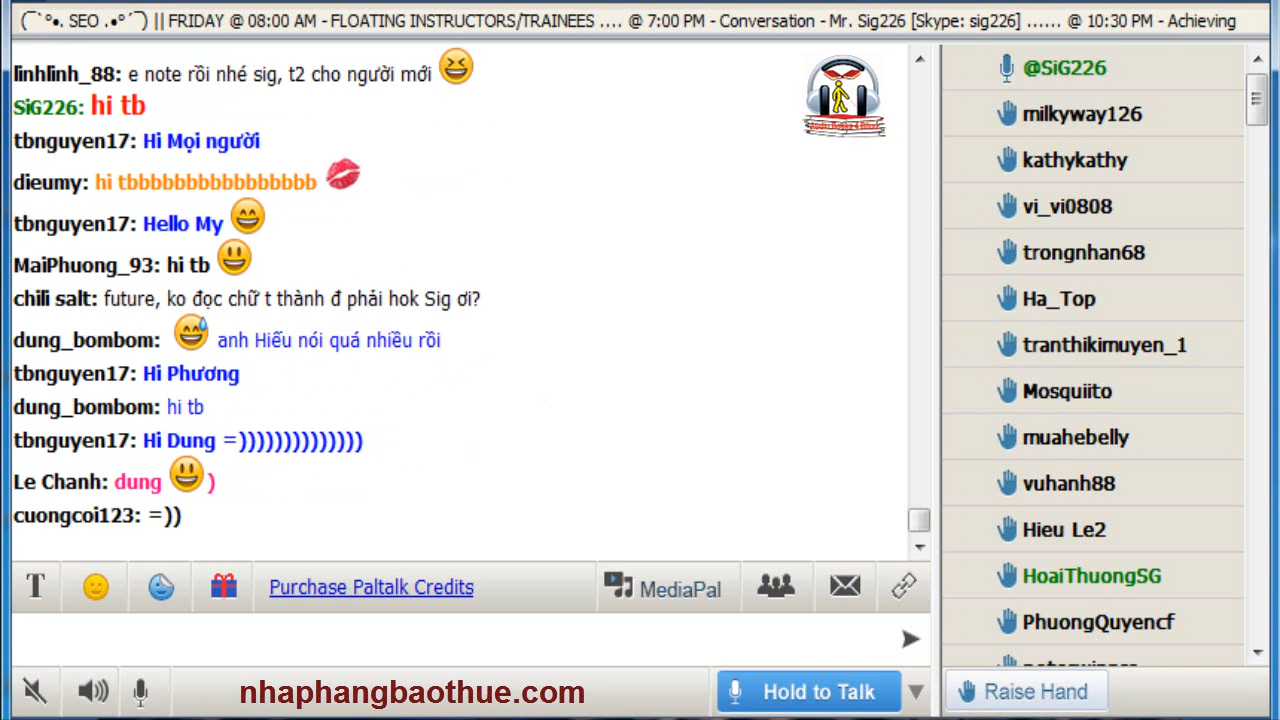 (¯`°•. SEO .•°´¯) || FRIDAY @ 08:00 AM - FLOATING INSTRUCTORS/TRAINEES .... @ 7:00 PM - Conversation - Mr. Sig226 [Skype: sig226] ...... @ 10:30 PM - Achieving
linhlinh_88: e note rồi nhé sig, t2 cho người mới
SiG226: hi tb
tbnguyen17: Hi Mọi người
dieumy: hi tbbbbbbbbbbbbbbbbb
tbnguyen17: Hello My
MaiPhuong_93: hi tb
chili salt: future, ko đọc chữ t thành đ phải hok Sig ơi?
dung_bombom: anh Hiếu nói quá nhiều rồi
tbnguyen17: Hi Phương
dung_bombom: hi tb
tbnguyen17: Hi Dung =))))))))))))))))
Le Chanh: dung )
cuongcoi123: =))
Purchase Paltalk Credits
MediaPal
nhaphangbaothue.com
Hold to Talk
@SiG226
milkyway126
kathykathy
vi_vi0808
trongnhan68
Ha_Top
tranthikimuyen_1
Mosquiito
muahebelly
vuhanh88
Hieu Le2
HoaiThuongSG
PhuongQuyencf
Raise Hand